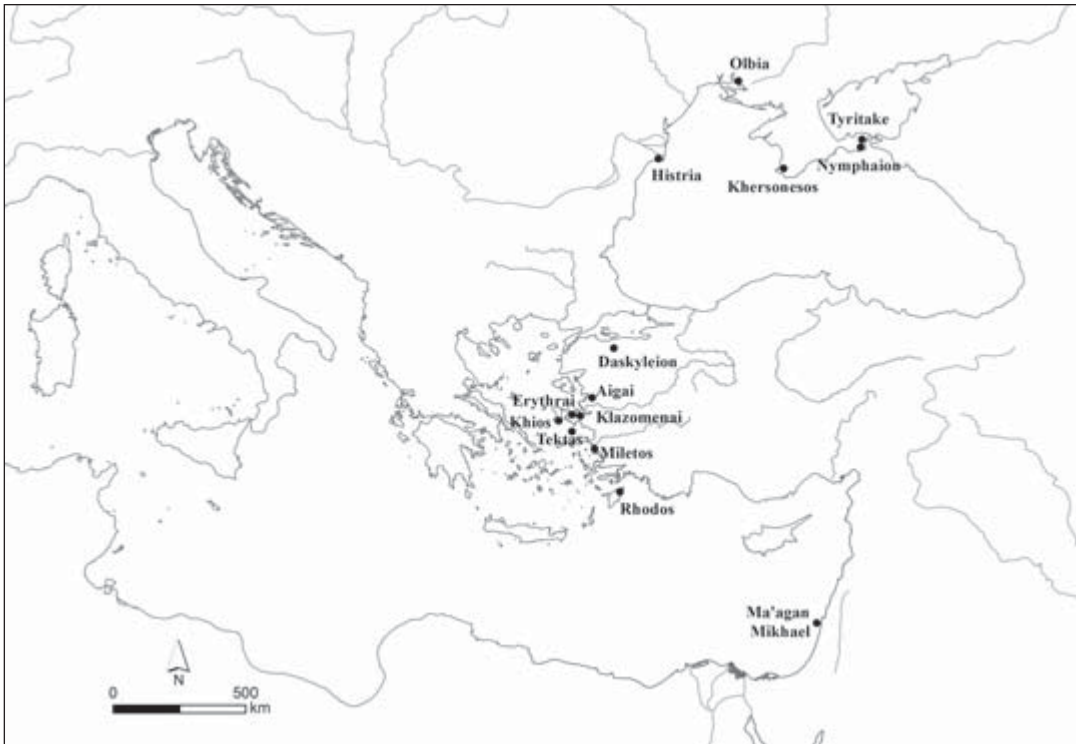 Olbia
Tyritake
Nymphaion
Histria
Khersonesos
Daskyleion
Aigai
Erythrai
Klazomenai
Khios
Tektas
Miletos
Rhodos
Ma'agan
Mikhael
N
0 500
km